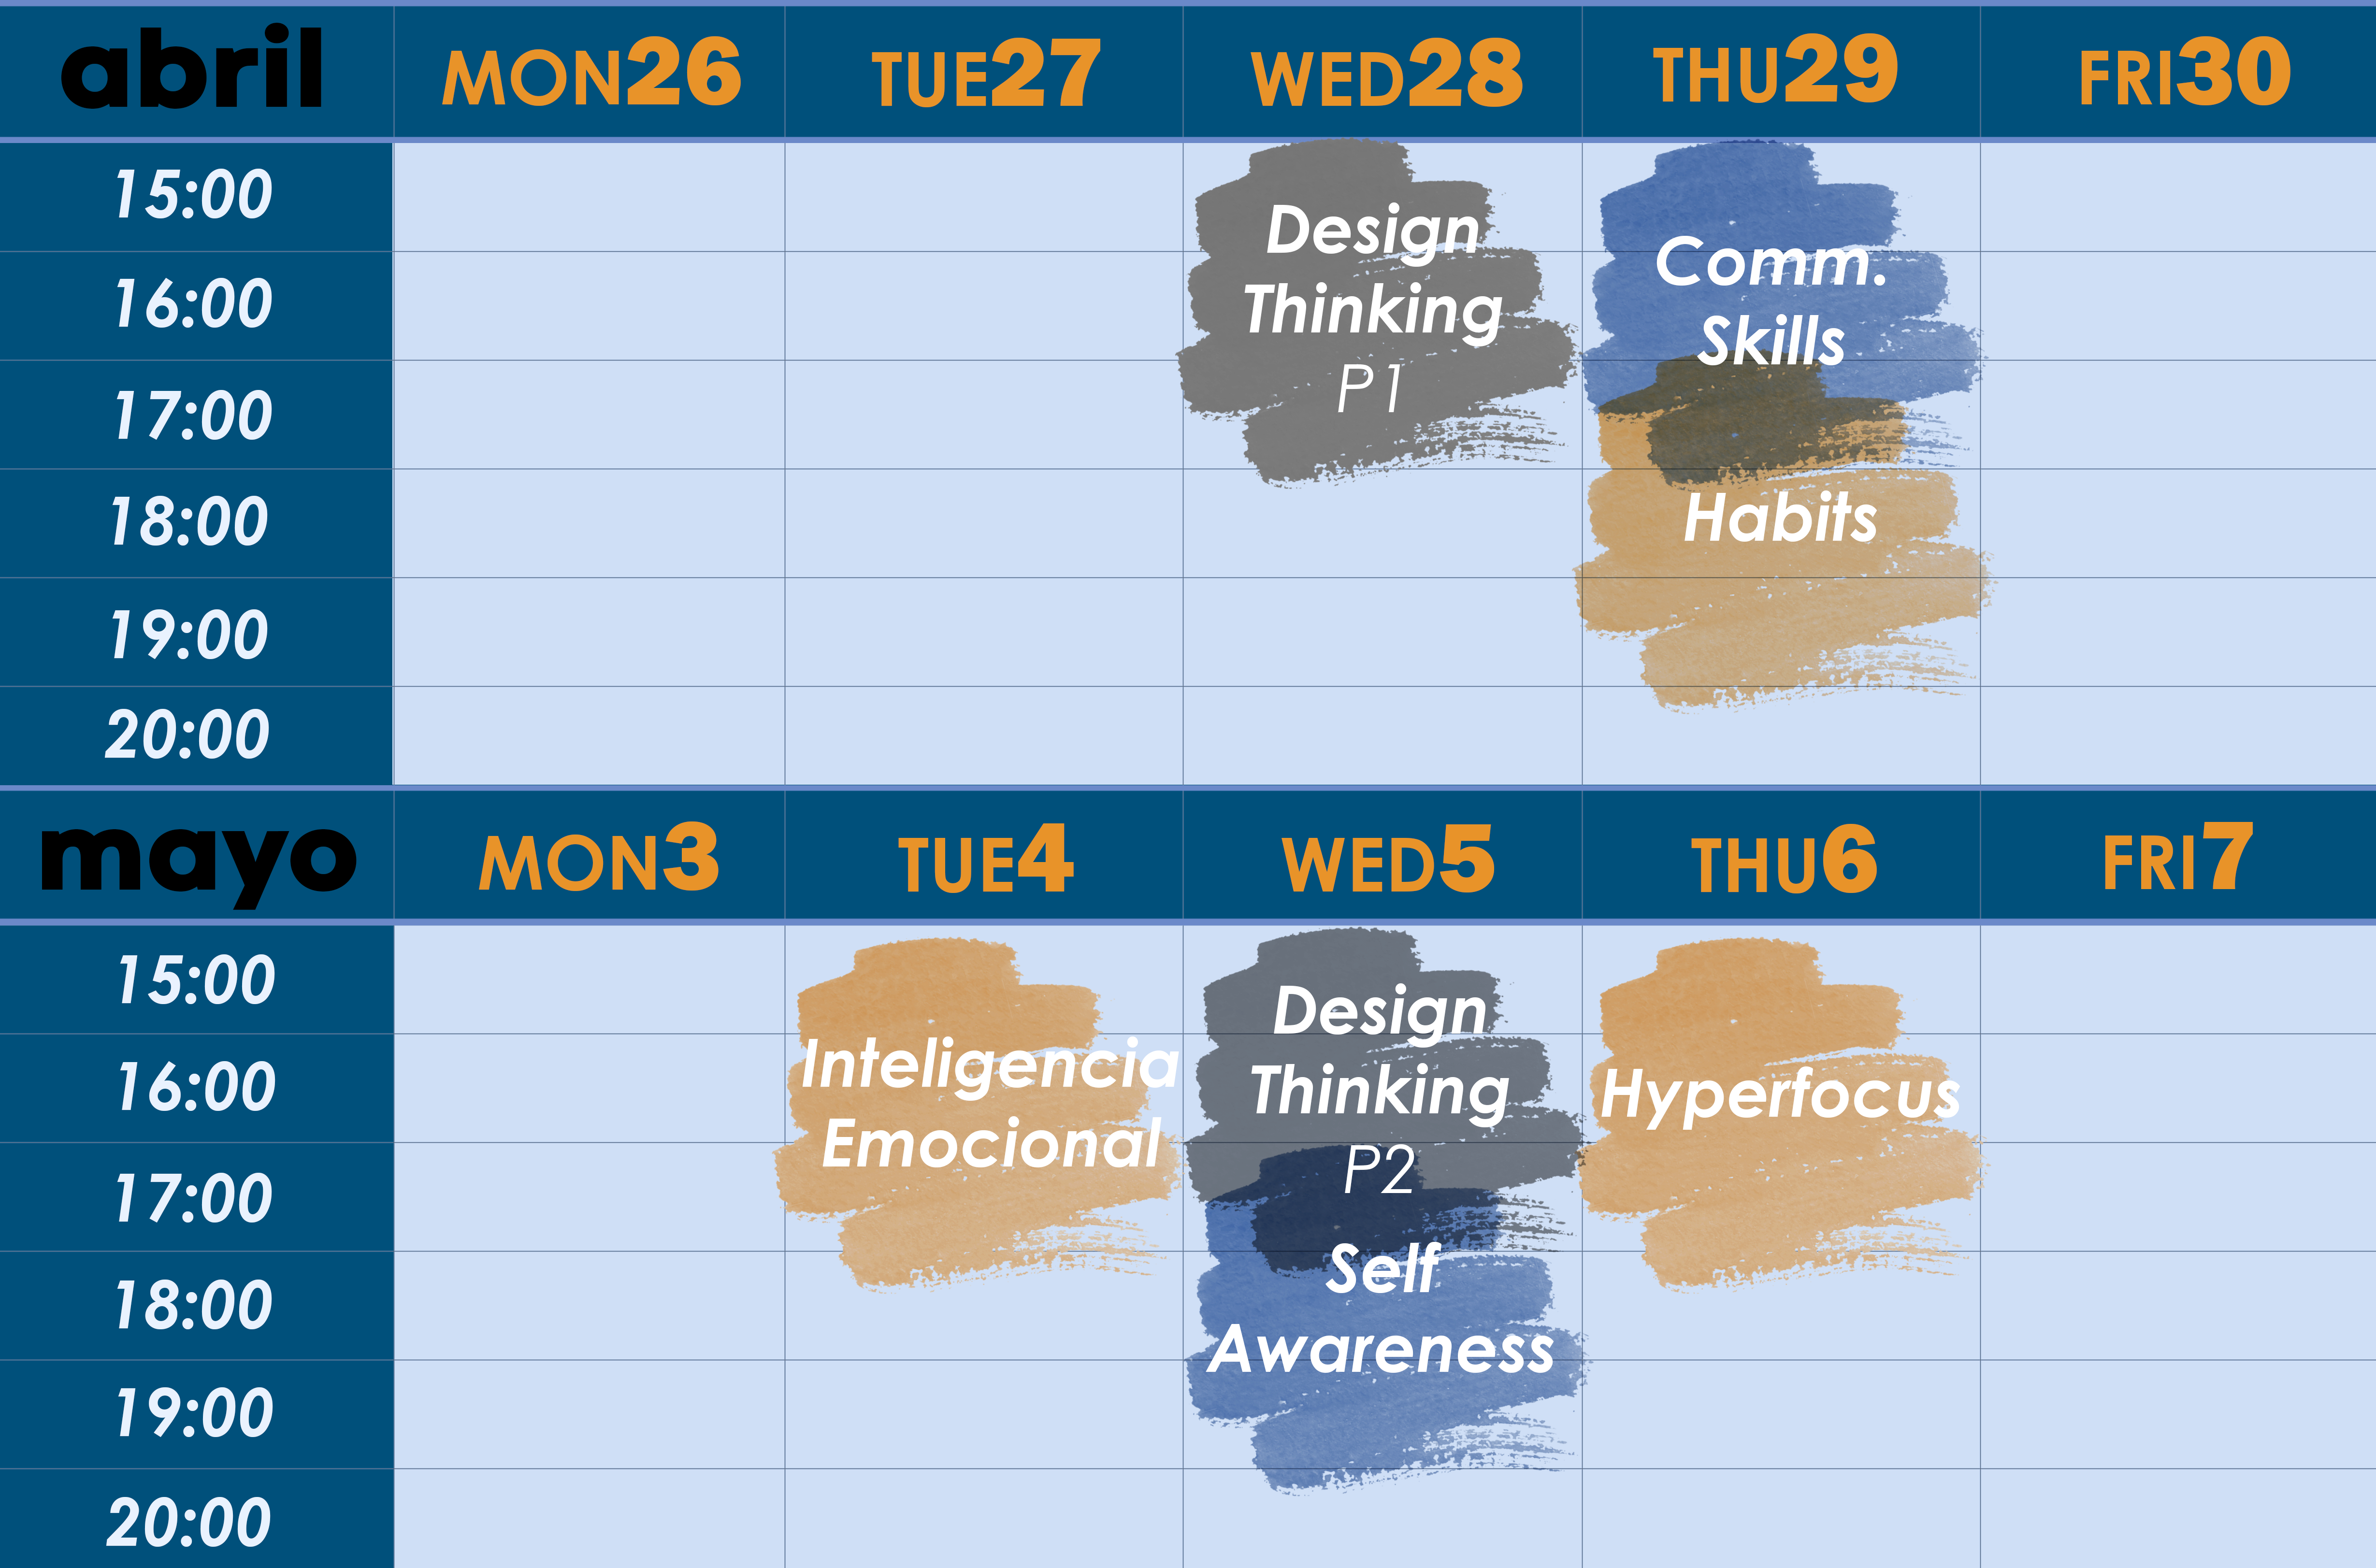 abril MON26 TUE27 WED28 THU29 FRI30
15:00
Design
Thinking
P1
Comm.
Skills
16:00
17:00
18:00
Habits
19:00
20:00
mayo MON3 TUE4 WED5 THU6 FRI7
15:00
Inteligencia
Emocional
Design
Thinking
P2
Hyperfocus
16:00
17:00
18:00
Self
Awareness
19:00
20:00